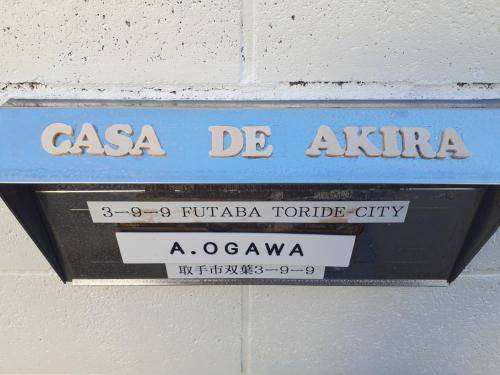 CASA DE AKIRA
3-9-9 FUTABA TORIDE-CITY
A.OGAWA
取手市双葉3-9-9